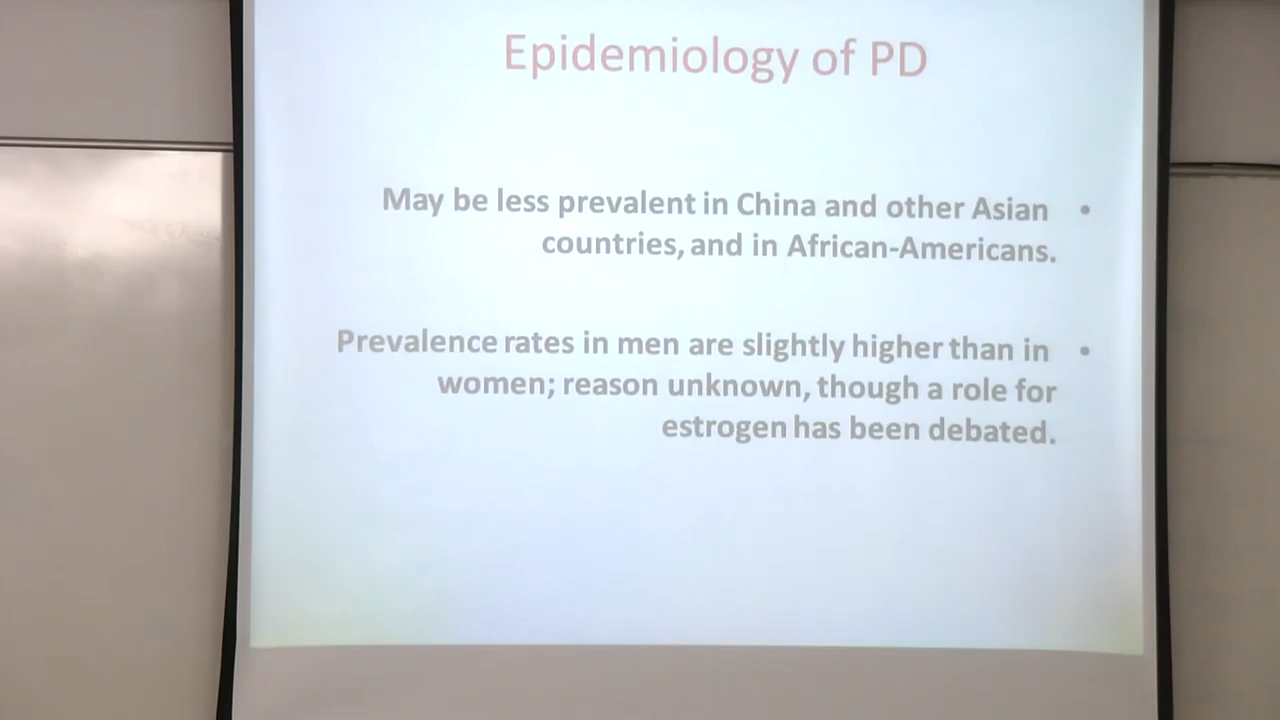 Epidemiology of PD
May be less prevalent in China and other Asian •
countries, and in African-Americans.
Prevalence rates in men are slightly higher than in •
women; reason unknown, though a role for
estrogen has been debated.